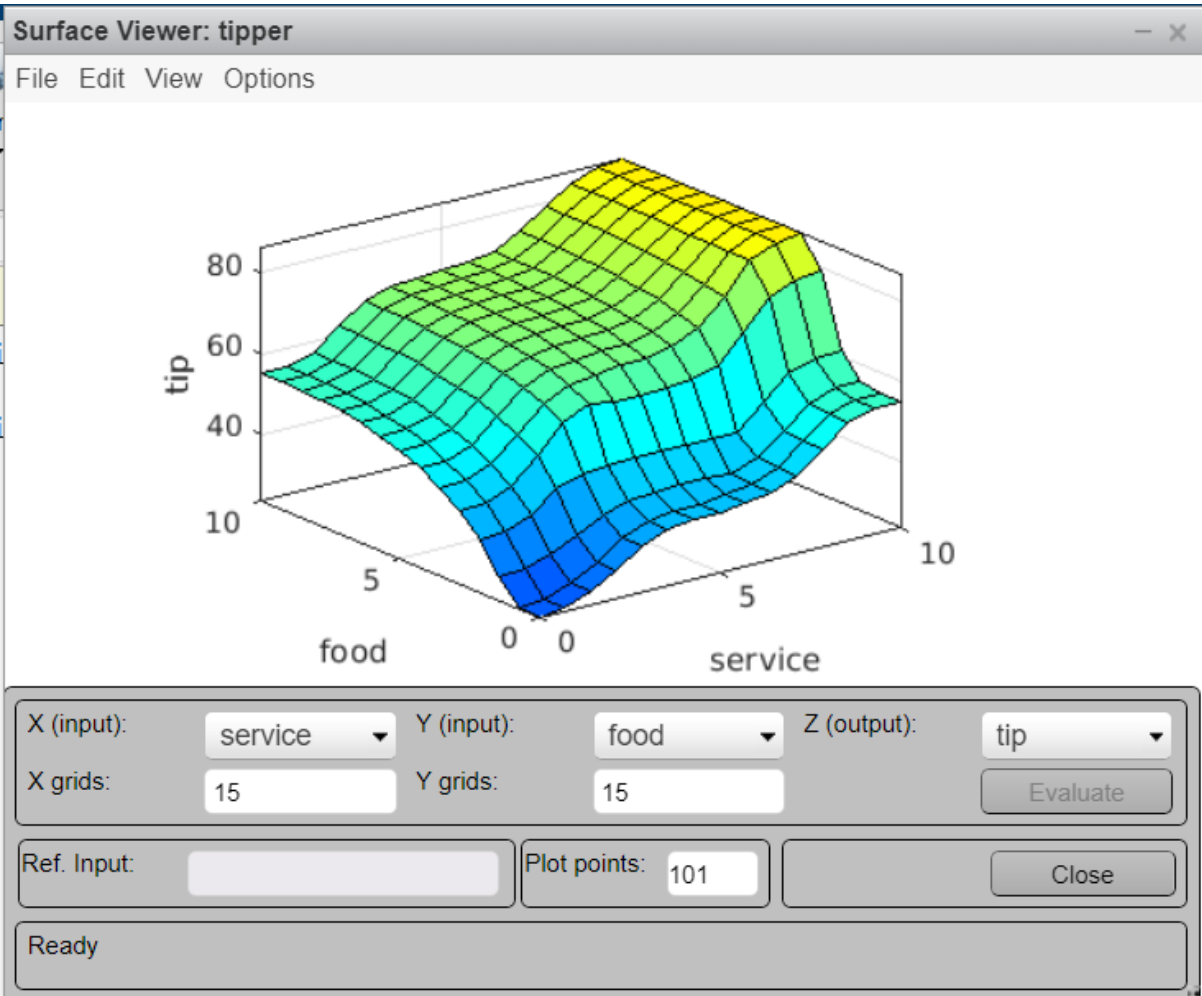 Surface Viewer: tipper
File Edit View Options
80
60
40
tip
10
5
0
food
0
5
10
service
X (input): service Y (input): food Z (output): tip
X grids: 15 Y grids: 15 Evaluate
Ref. Input: Plot points: 101 Close
Ready